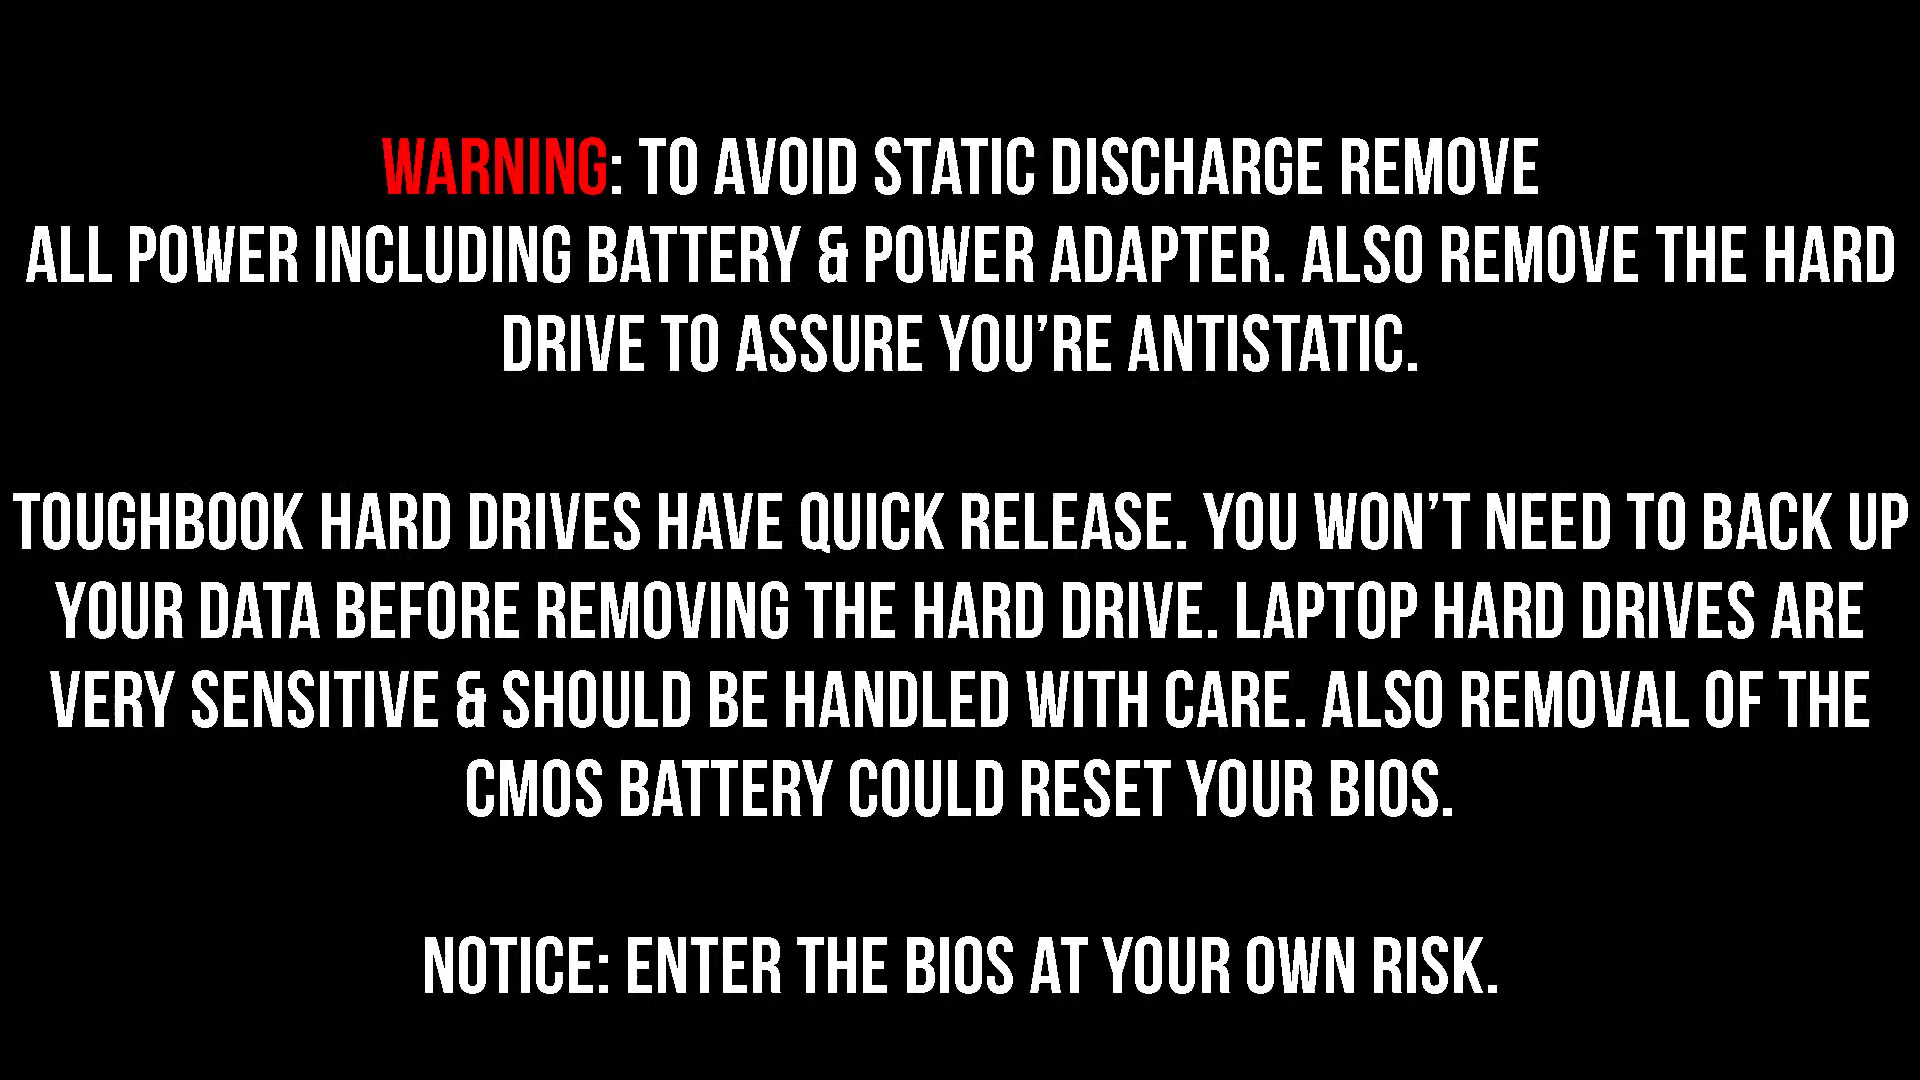 WARNING: TO AVOID STATIC DISCHARGE REMOVE
ALL POWER INCLUDING BATTERY & POWER ADAPTER. ALSO REMOVE THE HARD
DRIVE TO ASSURE YOU’RE ANTISTATIC.
TOUGHBOOK HARD DRIVES HAVE QUICK RELEASE. YOU WON’T NEED TO BACK UP
YOUR DATA BEFORE REMOVING THE HARD DRIVE. LAPTOP HARD DRIVES ARE
VERY SENSITIVE & SHOULD BE HANDLED WITH CARE. ALSO REMOVAL OF THE
CMOS BATTERY COULD RESET YOUR BIOS.
NOTICE: ENTER THE BIOS AT YOUR OWN RISK.